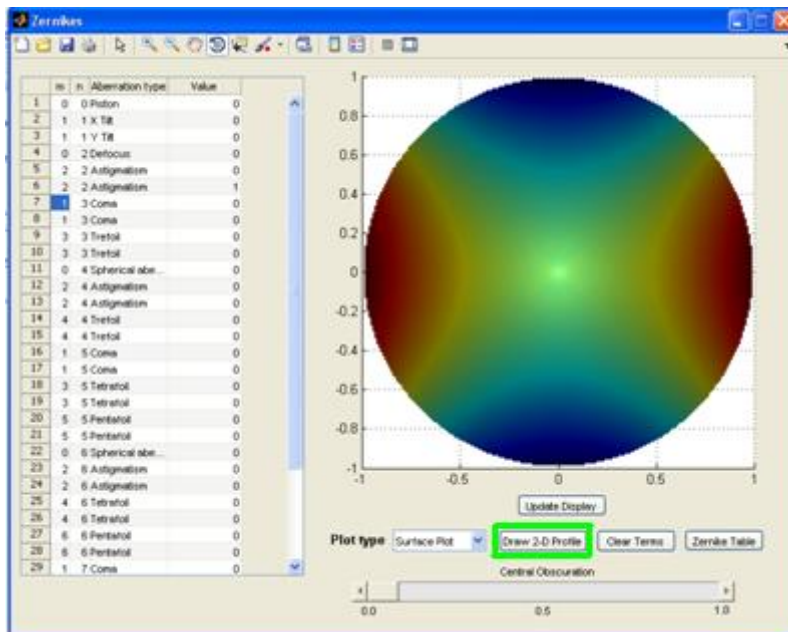 Zernikes
m n Aberration type Value
1 0 0 Piston 0
2 1 1 X Tilt 0
3 1 1 Y Tilt 0
4 0 2 Defocus 0
5 2 2 Astigmatism 0
6 2 2 Astigmatism 1
7 1 3 Coma 0
8 1 3 Coma 0
9 3 3 Trefoil 0
10 3 3 Trefoil 0
11 0 4 Spherical abe... 0
12 2 4 Astigmatism 0
13 2 4 Astigmatism 0
14 4 4 Trefoil 0
15 4 4 Trefoil 0
16 1 5 Coma 0
17 1 5 Coma 0
18 3 5 Tetrafoil 0
19 3 5 Tetrafoil 0
20 5 5 Pentafoil 0
21 5 5 Pentafoil 0
22 0 6 Spherical abe... 0
23 2 6 Astigmatism 0
24 2 6 Astigmatism 0
25 4 6 Tetrafoil 0
26 4 6 Tetrafoil 0
27 6 6 Pentafoil 0
28 6 6 Pentafoil 0
29 1 7 Coma 0
1
0.8
0.6
0.4
0.2
0
-0.2
-0.4
-0.6
-0.8
-1
-1 -0.5 0 0.5 1
Update Display
Plot type Surface Plot Draw 2-D Profile Clear Terms Zernike Table
Central Obscuration
0.0 0.5 1.0